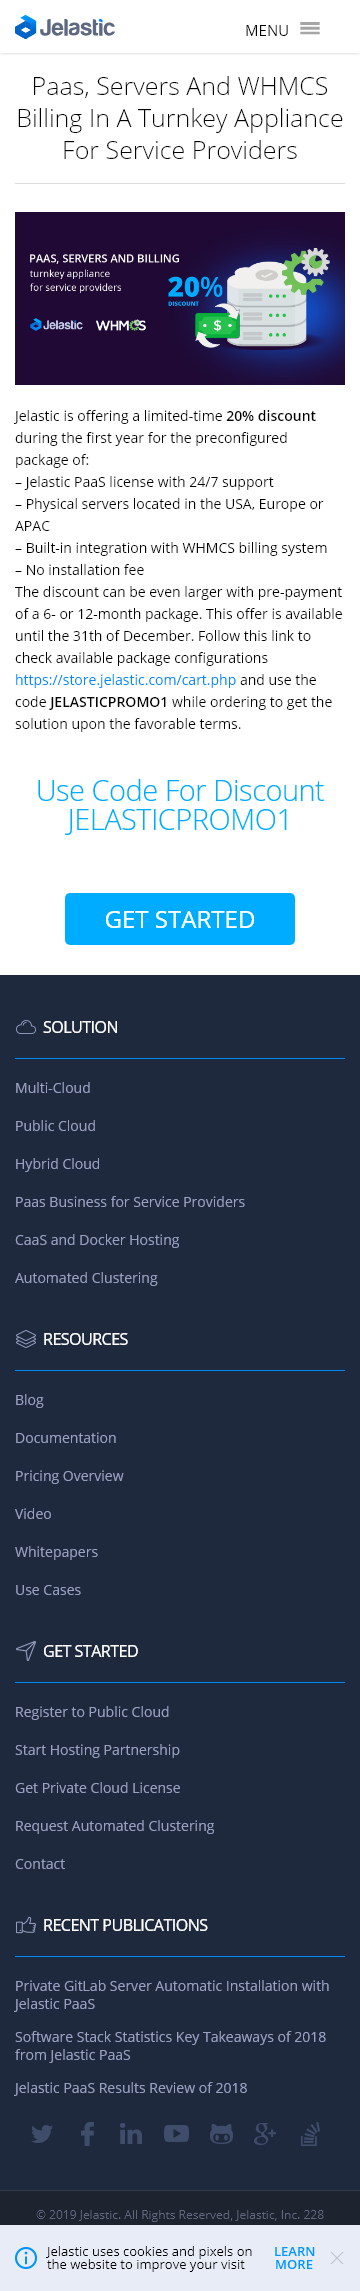 Jelastic
MENU
Paas, Servers And WHMCS
Billing In A Turnkey Appliance
For Service Providers
PAAS, SERVERS AND BILLING
turnkey appliance
for service providers
20%
DISCOUNT
Jelastic
WHMCS
$
Jelastic is offering a limited-time 20% discount
during the first year for the preconfigured
package of:
– Jelastic PaaS license with 24/7 support
– Physical servers located in the USA, Europe or
APAC
– Built-in integration with WHMCS billing system
– No installation fee
The discount can be even larger with pre-payment
of a 6- or 12-month package. This offer is available
until the 31th of December. Follow this link to
check available package configurations
https://store.jelastic.com/cart.php and use the
code JELASTICPROMO1 while ordering to get the
solution upon the favorable terms.
Use Code For Discount
JELASTICPROMO1
GET STARTED
SOLUTION
Multi-Cloud
Public Cloud
Hybrid Cloud
Paas Business for Service Providers
CaaS and Docker Hosting
Automated Clustering
RESOURCES
Blog
Documentation
Pricing Overview
Video
Whitepapers
Use Cases
GET STARTED
Register to Public Cloud
Start Hosting Partnership
Get Private Cloud License
Request Automated Clustering
Contact
RECENT PUBLICATIONS
Private GitLab Server Automatic Installation with
Jelastic PaaS
Software Stack Statistics Key Takeaways of 2018
from Jelastic PaaS
Jelastic PaaS Results Review of 2018
© 2019 Jelastic. All Rights Reserved, Jelastic, Inc. 228
Jelastic uses cookies and pixels on
the website to improve your visit
LEARN
MORE